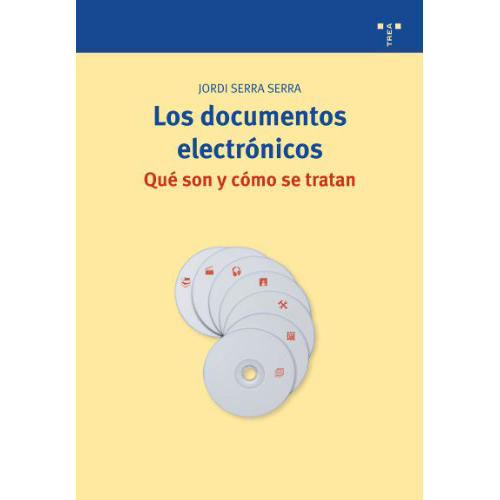 TREA
JORDI SERRA SERRA
Los documentos
electrónicos
Qué son y cómo se tratan